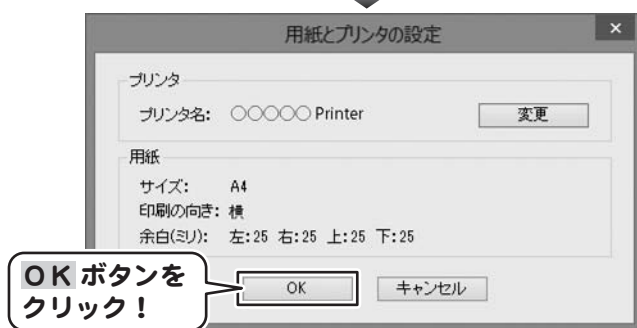 用紙とプリンタの設定
×
プリンタ
プリンタ名: ○○○○○ Printer
変更
用紙
サイズ: A4
印刷の向き: 横
余白(ミリ): 左:25 右:25 上:25 下:25
OKボタンを
クリック！
OK
キャンセル